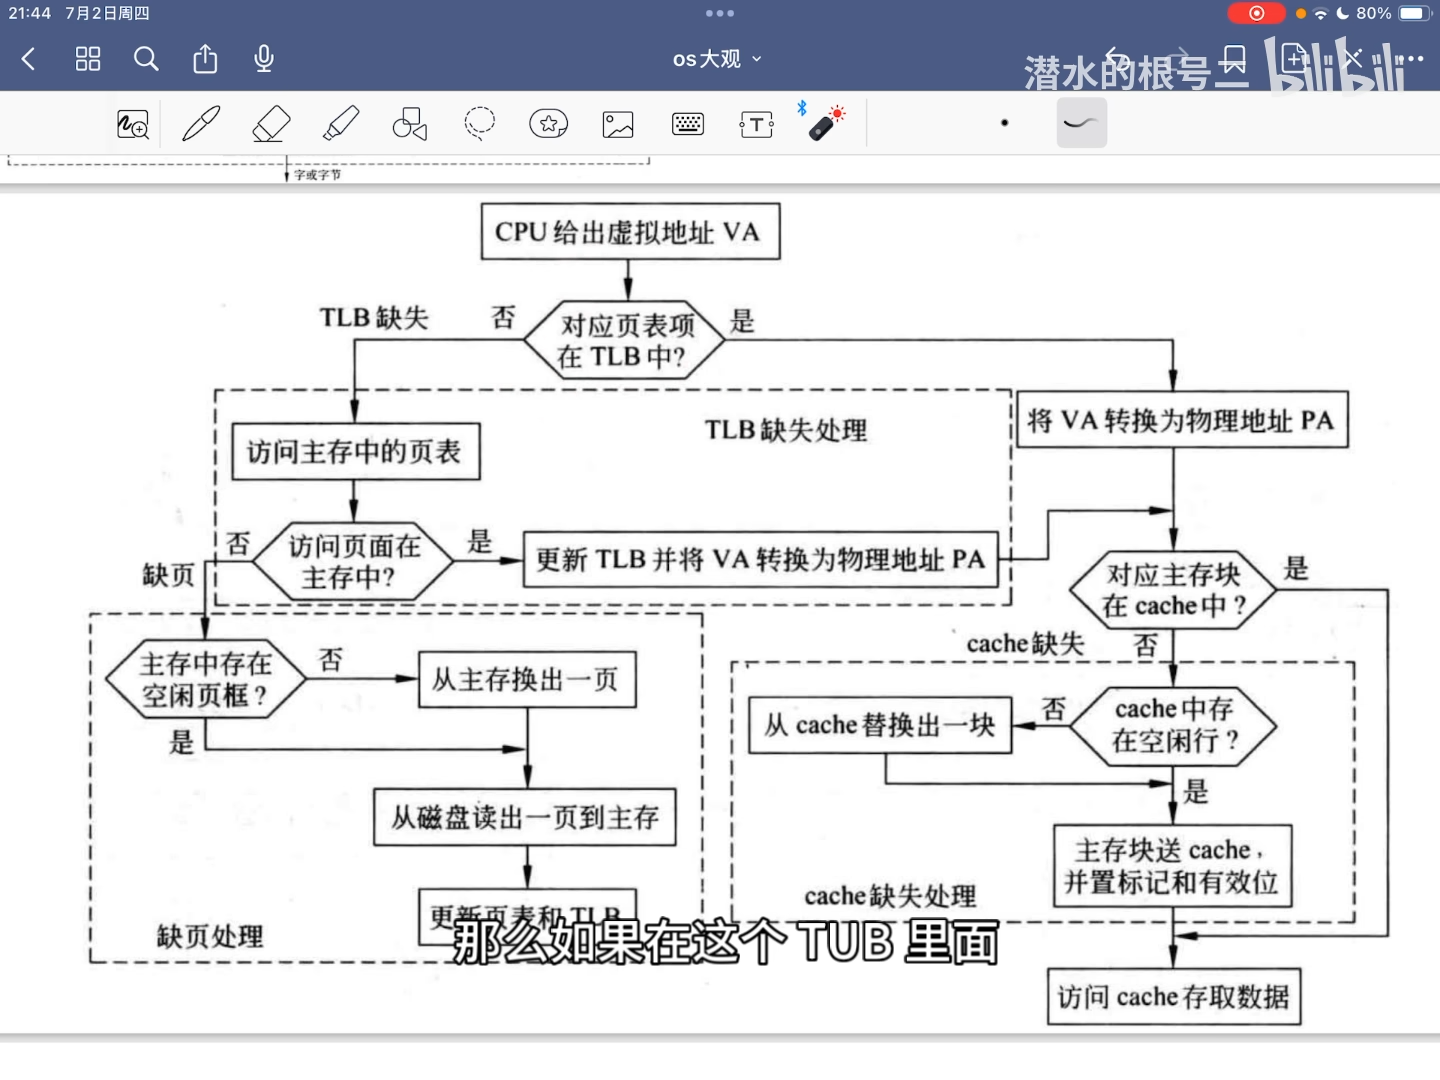 21:44 7月2日周四
80%
os大观
潜水的根号二 bilibili
T
字或字节
CPU 给出虚拟地址 VA
TLB 缺失
否
对应页表项
在 TLB 中?
是
TLB 缺失处理
将 VA 转换为物理地址 PA
访问主存中的页表
否
访问页面在
主存中?
是
更新 TLB 并将 VA 转换为物理地址 PA
缺页
对应主存块
在 cache 中？
是
cache 缺失
否
主存中存在
空闲页框？
否
从主存换出一页
是
从 cache 替换出一块
否
cache 中存
在空闲行？
是
从磁盘读出一页到主存
主存块送 cache，
并置标记和有效位
cache 缺失处理
更新页表和 TLB
缺页处理
那么如果在这个 TUB 里面
访问 cache 存取数据